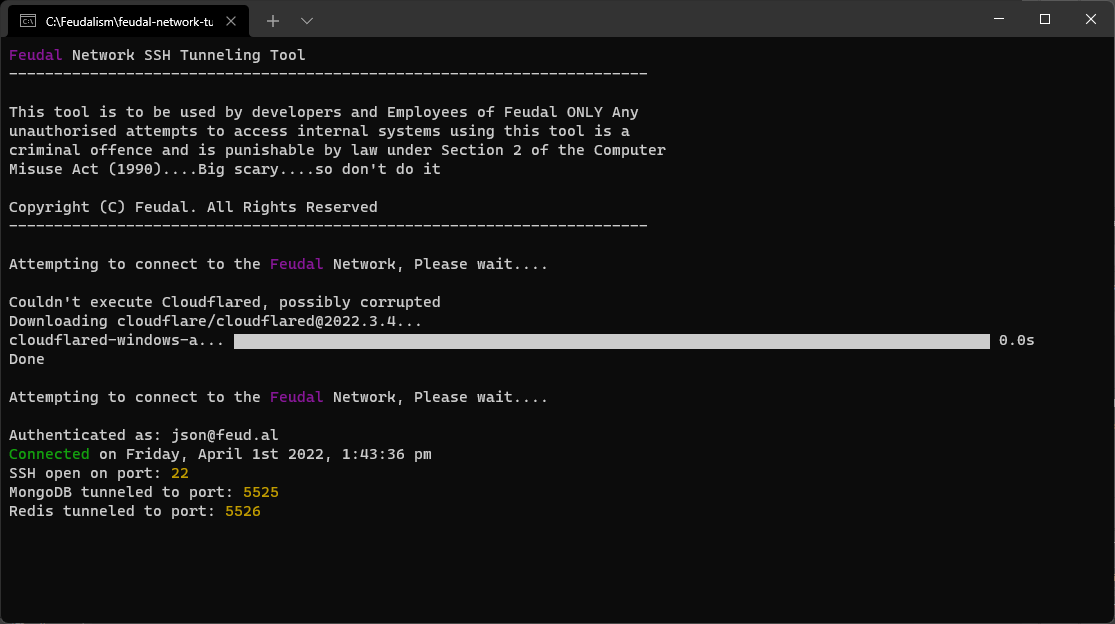 C:\Feudalism\feudal-network-tu
Feudal Network SSH Tunneling Tool
-----------------------------------------------------------------------
This tool is to be used by developers and Employees of Feudal ONLY Any
unauthorised attempts to access internal systems using this tool is a
criminal offence and is punishable by law under Section 2 of the Computer
Misuse Act (1990)....Big scary....so don't do it
Copyright (C) Feudal. All Rights Reserved
-----------------------------------------------------------------------
Attempting to connect to the Feudal Network, Please wait....
Couldn't execute Cloudflared, possibly corrupted
Downloading cloudflare/cloudflared@2022.3.4...
cloudflared-windows-a... 0.0s
Done
Attempting to connect to the Feudal Network, Please wait....
Authenticated as: json@feud.al
Connected on Friday, April 1st 2022, 1:43:36 pm
SSH open on port: 22
MongoDB tunneled to port: 5525
Redis tunneled to port: 5526